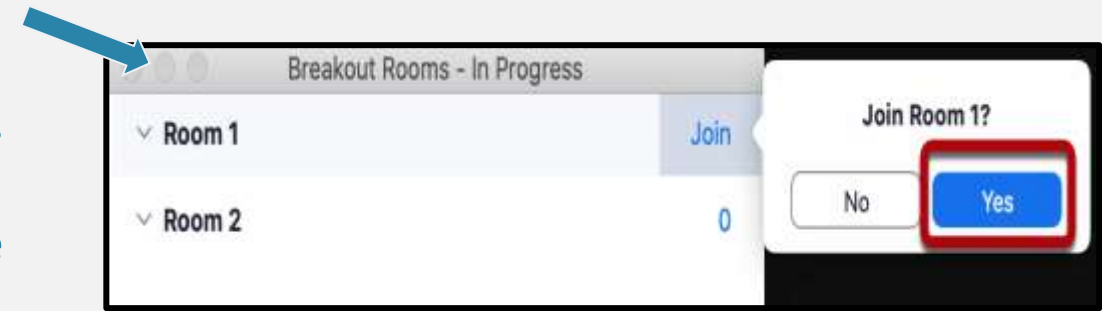 Breakout Rooms - In Progress
Room 1
Join
Join Room 1?
No
Yes
Room 2
0